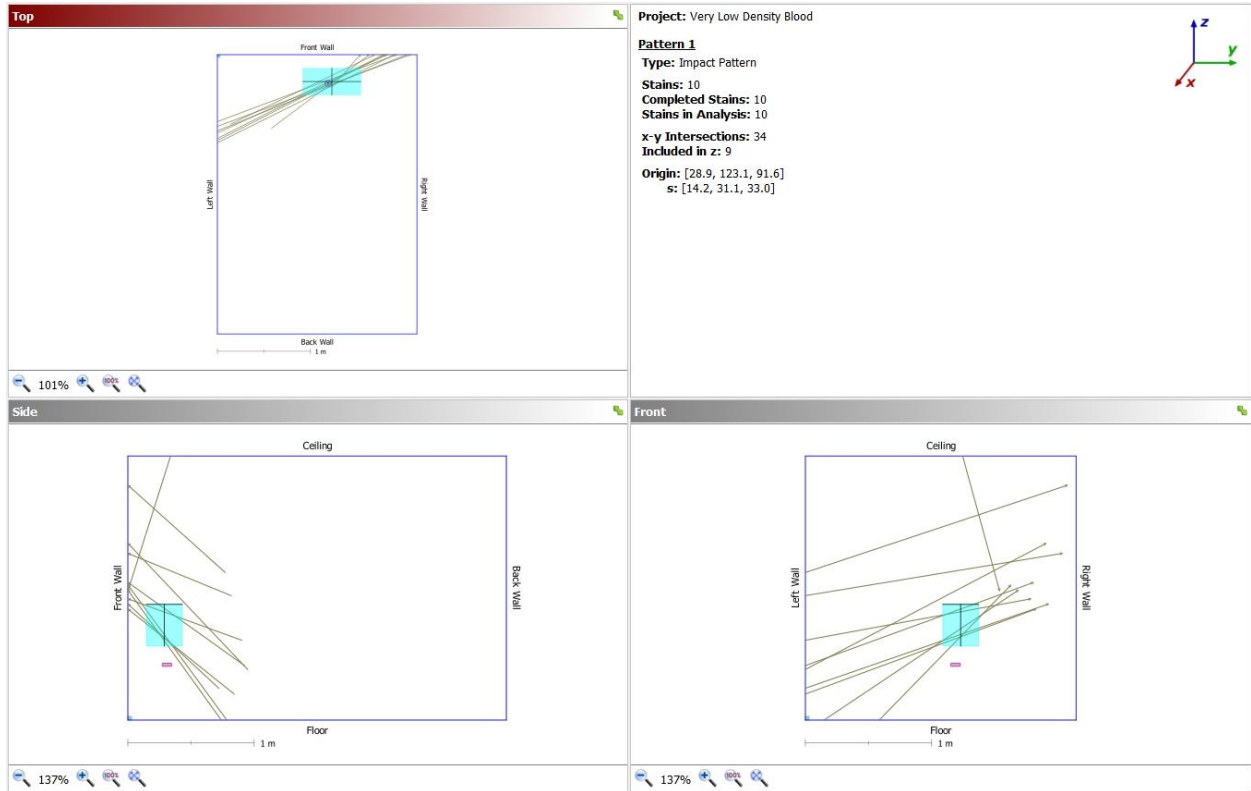 Top
Front Wall
Left Wall
Right Wall
Back Wall
1 m
101%
100%
Project: Very Low Density Blood
Pattern 1
Type: Impact Pattern
Stains: 10
Completed Stains: 10
Stains in Analysis: 10
x-y Intersections: 34
Included in z: 9
Origin: [28.9, 123.1, 91.6]
s: [14.2, 31.1, 33.0]
z
y
x
Side
Ceiling
Front Wall
Back Wall
Floor
1 m
137%
100%
Front
Ceiling
Left Wall
Right Wall
Floor
1 m
137%
100%